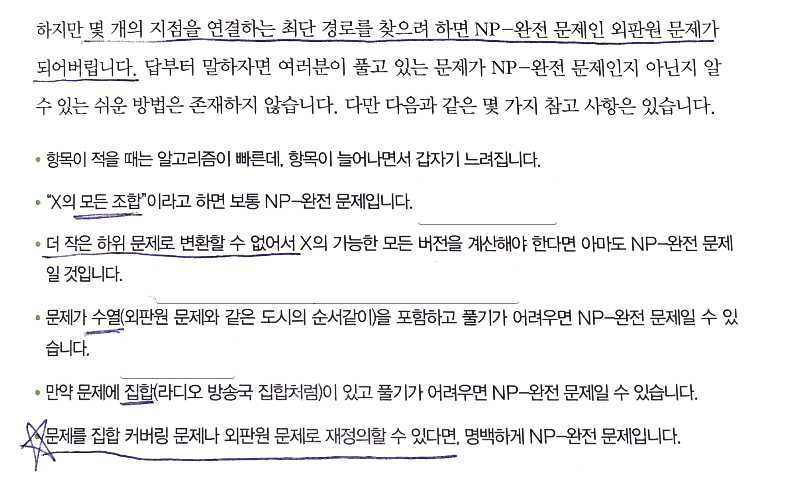 하지만 몇 개의 지점을 연결하는 최단 경로를 찾으려 하면 NP-완전 문제인 외판원 문제가
되어버립니다. 답부터 말하자면 여러분이 풀고 있는 문제가 NP-완전 문제인지 아닌지 알
수 있는 쉬운 방법은 존재하지 않습니다. 다만 다음과 같은 몇 가지 참고 사항은 있습니다.
• 항목이 적을 때는 알고리즘이 빠른데, 항목이 늘어나면서 갑자기 느려집니다.
• “X의 모든 조합”이라고 하면 보통 NP-완전 문제입니다.
• 더 작은 하위 문제로 변환할 수 없어서 X의 가능한 모든 버전을 계산해야 한다면 아마도 NP-완전 문제
일 것입니다.
• 문제가 수열(외판원 문제와 같은 도시의 순서같이)을 포함하고 풀기가 어려우면 NP-완전 문제일 수 있
습니다.
• 만약 문제에 집합(라디오 방송국 집합처럼)이 있고 풀기가 어려우면 NP-완전 문제일 수 있습니다.
• 문제를 집합 커버링 문제나 외판원 문제로 재정의할 수 있다면, 명백하게 NP-완전 문제입니다.